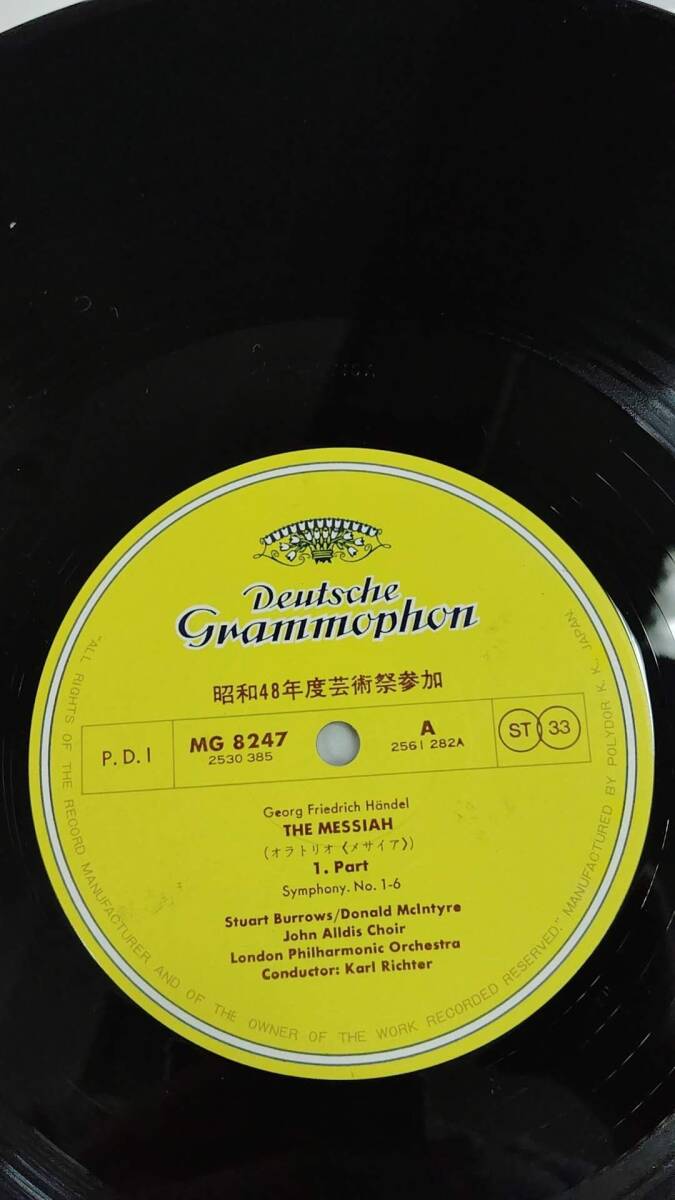 Deutsche
Grammophon
昭和48年度芸術祭参加
P.D.I
MG 8247
2530 385
A
2561 282A
ST 33
Georg Friedrich Händel
THE MESSIAH
(オラトリオ《メサイア》)
1. Part
Symphony. No. 1-6
Stuart Burrows/Donald McIntyre
John Alldis Choir
London Philharmonic Orchestra
Conductor: Karl Richter
"ALL RIGHTS OF THE RECORD MANUFACTURER AND OF THE OWNER OF THE WORK RECORDED RESERVED." MANUFACTURED BY POLYDOR K. K., JAPAN.